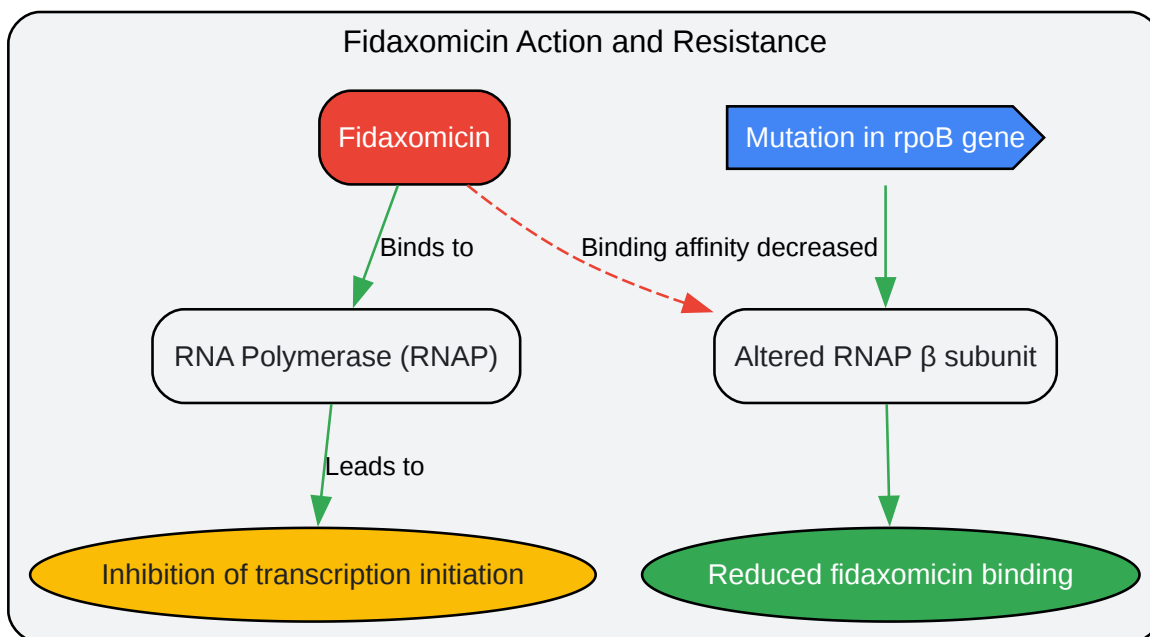 Fidaxomicin Action and Resistance
Fidaxomicin
Mutation in rpoB gene
Binds to
Binding affinity decreased
RNA Polymerase (RNAP)
Altered RNAP β subunit
Leads to
Inhibition of transcription initiation
Reduced fidaxomicin binding